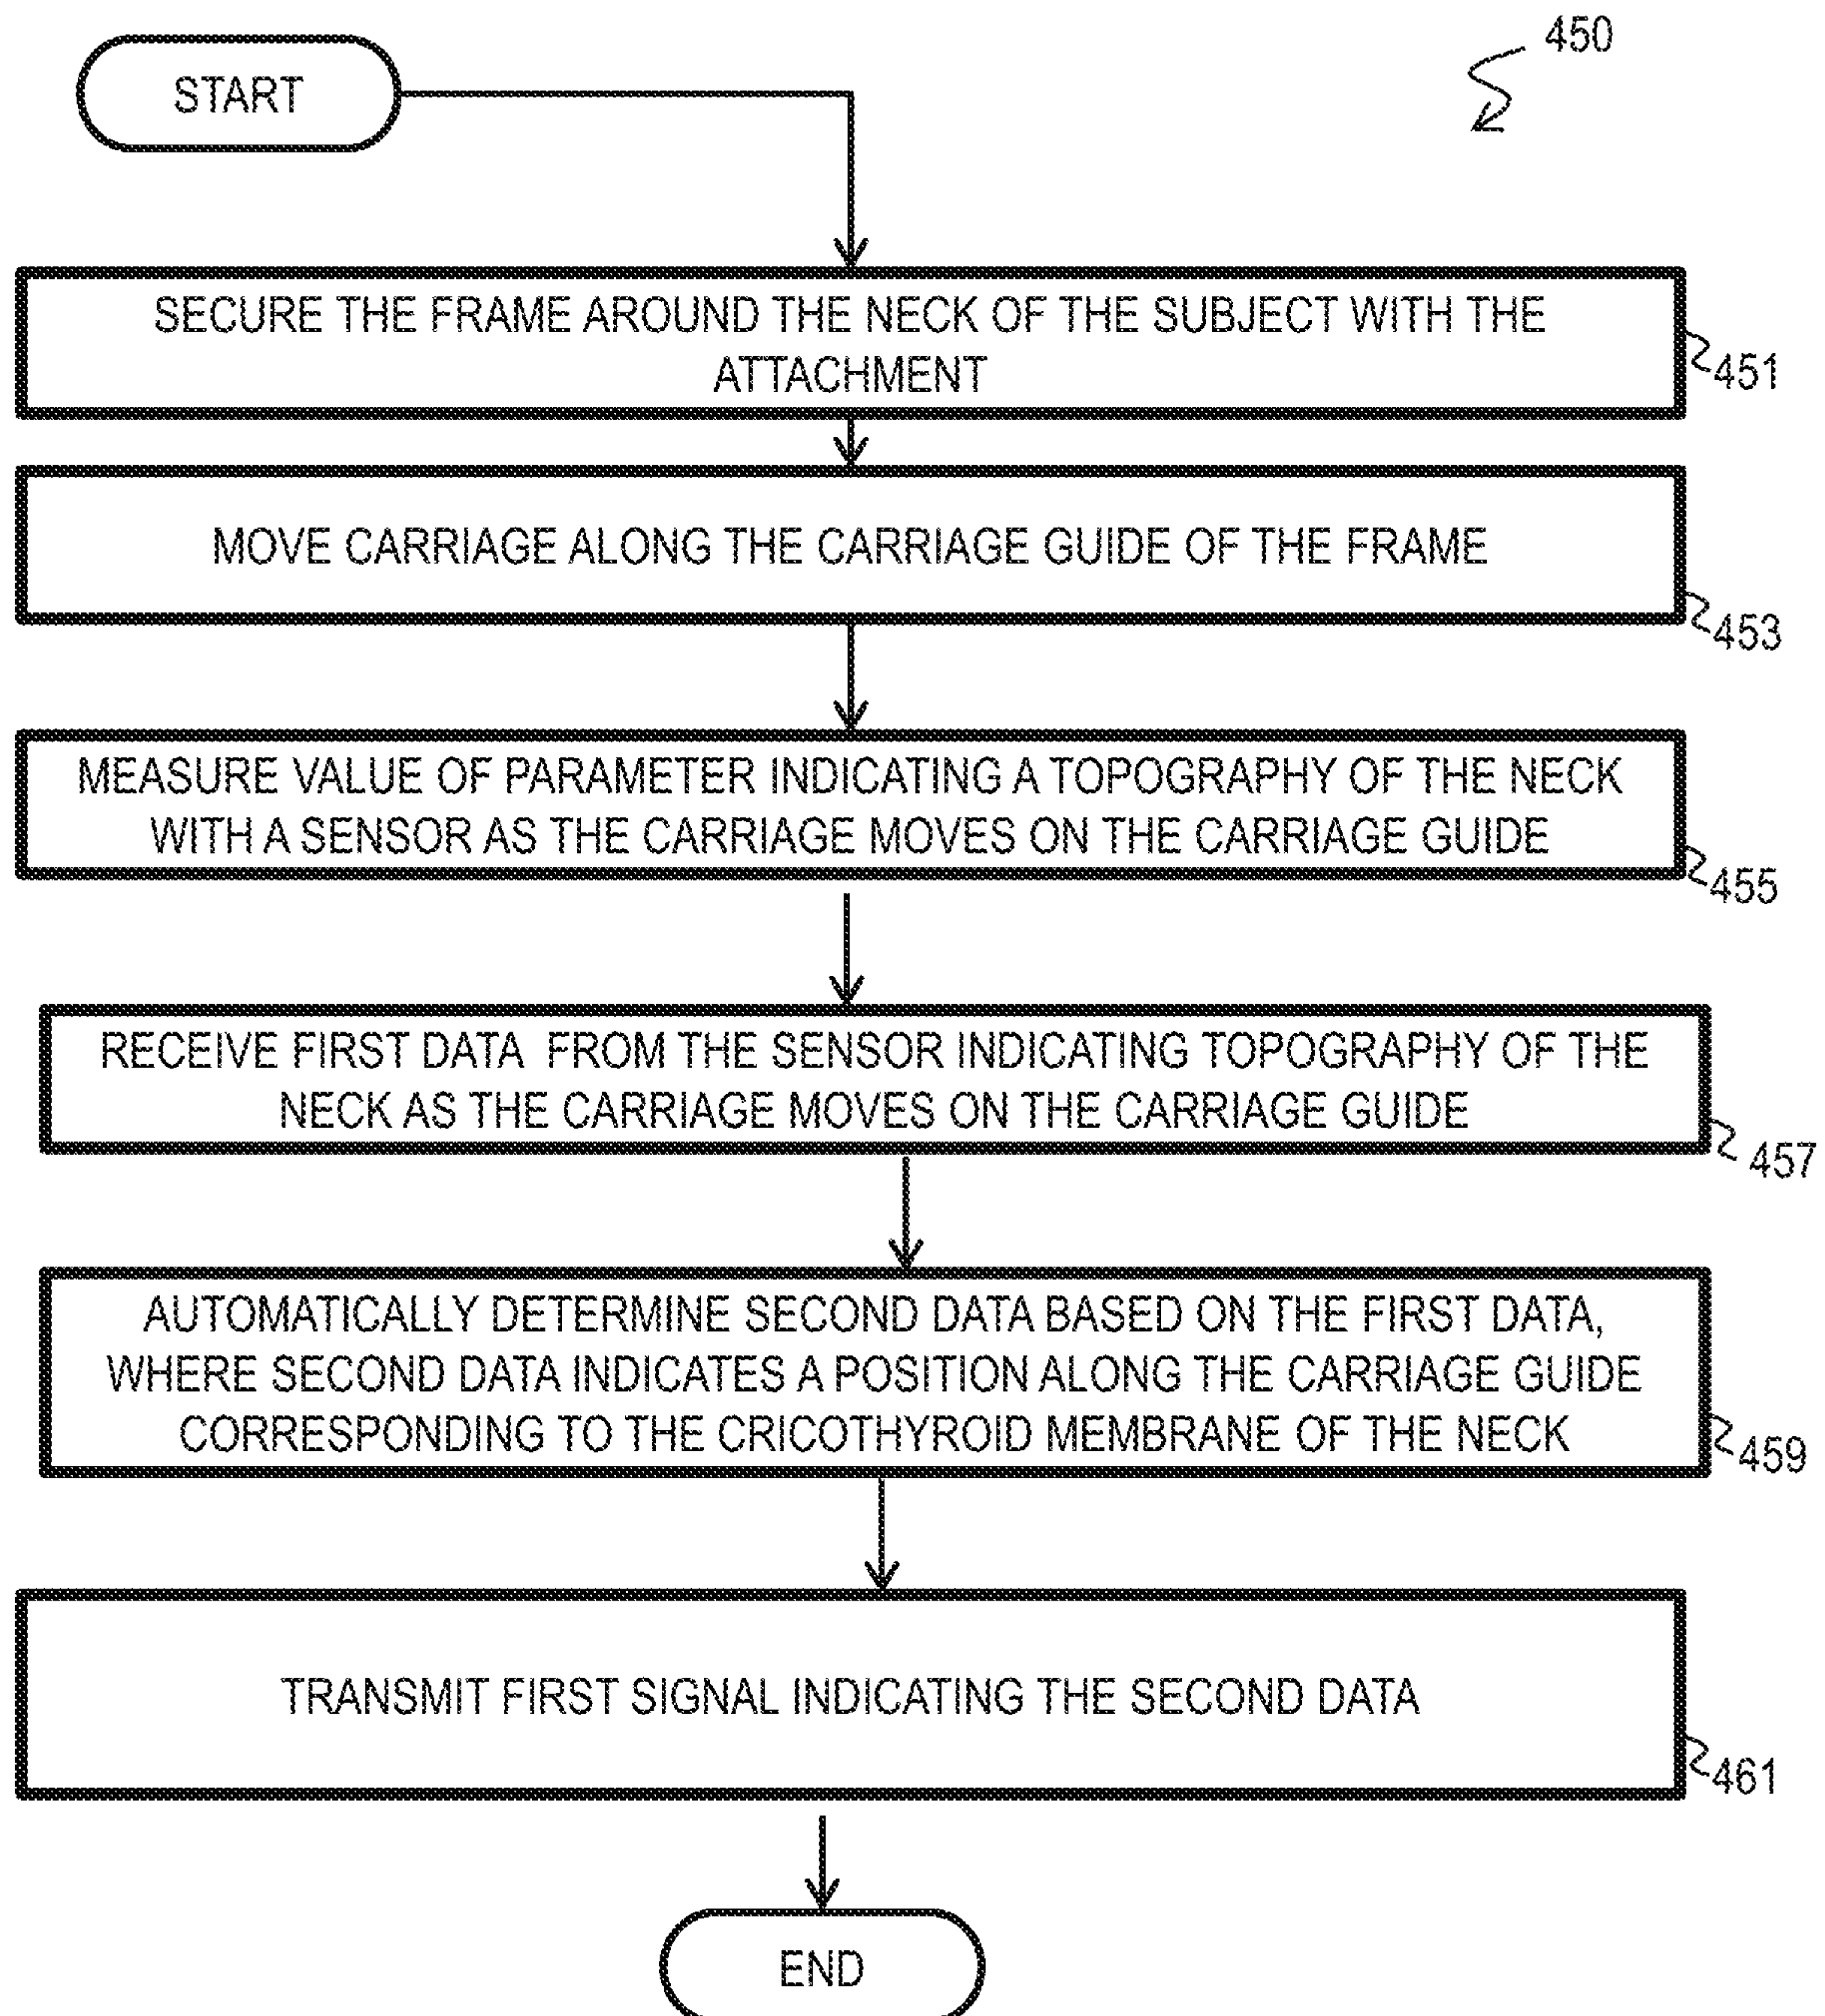 450
START
SECURE THE FRAME AROUND THE NECK OF THE SUBJECT WITH THE
ATTACHMENT
451
MOVE CARRIAGE ALONG THE CARRIAGE GUIDE OF THE FRAME
453
MEASURE VALUE OF PARAMETER INDICATING A TOPOGRAPHY OF THE NECK
WITH A SENSOR AS THE CARRIAGE MOVES ON THE CARRIAGE GUIDE
455
RECEIVE FIRST DATA FROM THE SENSOR INDICATING TOPOGRAPHY OF THE
NECK AS THE CARRIAGE MOVES ON THE CARRIAGE GUIDE
457
AUTOMATICALLY DETERMINE SECOND DATA BASED ON THE FIRST DATA,
WHERE SECOND DATA INDICATES A POSITION ALONG THE CARRIAGE GUIDE
CORRESPONDING TO THE CRICOTHYROID MEMBRANE OF THE NECK
459
TRANSMIT FIRST SIGNAL INDICATING THE SECOND DATA
461
END